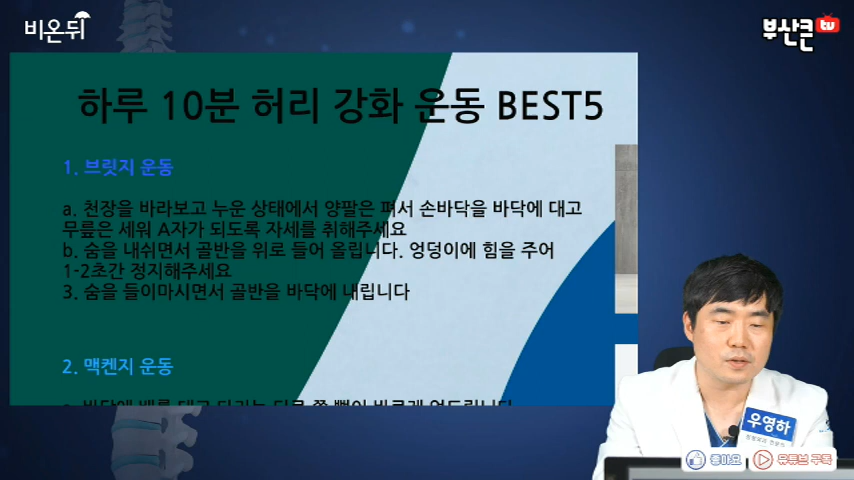 비온뒤
부산큰tv
하루 10분 허리 강화 운동 BEST5
1. 브릿지 운동
a. 천장을 바라보고 누운 상태에서 양팔은 펴서 손바닥을 바닥에 대고
무릎은 세워 A자가 되도록 자세를 취해주세요
b. 숨을 내쉬면서 골반을 위로 들어 올립니다. 엉덩이에 힘을 주어
1-2초간 정지해주세요
3. 숨을 들이마시면서 골반을 바닥에 내립니다
2. 맥켄지 운동
우영하
좋아요
유튜브 구독